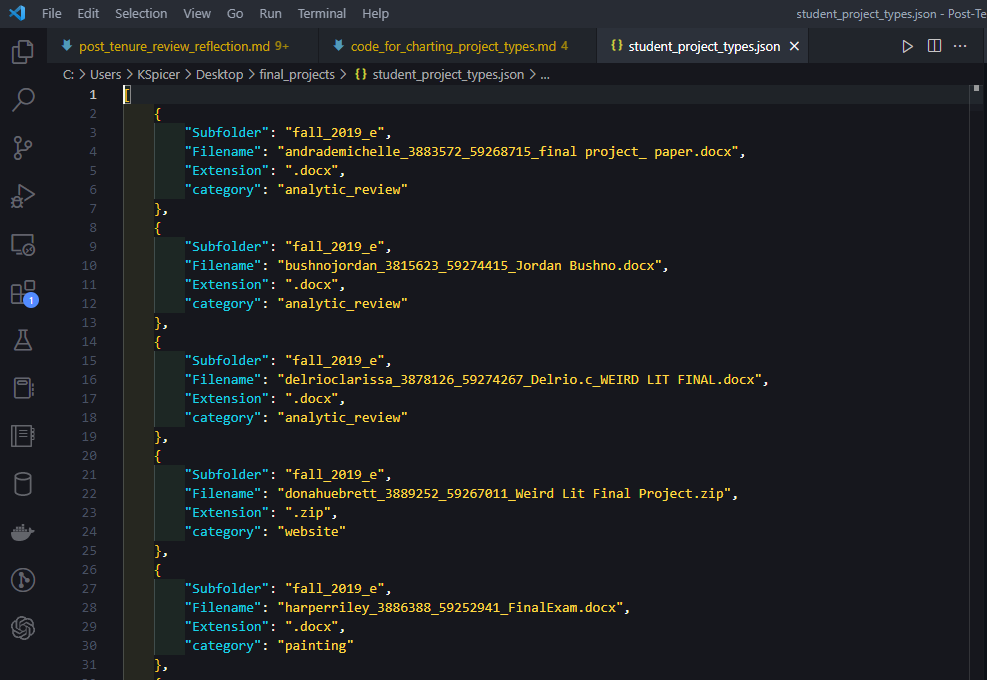 File Edit Selection View Go Run Terminal Help student_project_types.json - Post-Te
post_tenure_review_reflection.md 9+ code_for_charting_project_types.md 4 {} student_project_types.json ✕ ...
C: > Users > KSpicer > Desktop > final_projects > {} student_project_types.json > ...
1 [
2 {
3 "Subfolder": "fall_2019_e",
4 "Filename": "andrademichelle_3883572_59268715_final project_ paper.docx",
5 "Extension": ".docx",
6 "category": "analytic_review"
7 },
8 {
9 "Subfolder": "fall_2019_e",
10 "Filename": "bushnojordan_3815623_59274415_Jordan Bushno.docx",
11 "Extension": ".docx",
12 "category": "analytic_review"
13 },
14 {
15 "Subfolder": "fall_2019_e",
16 "Filename": "delrioclarissa_3878126_59274267_Delrio.c_WEIRD LIT FINAL.docx",
17 "Extension": ".docx",
18 "category": "analytic_review"
19 },
20 {
21 "Subfolder": "fall_2019_e",
22 "Filename": "donahuebrett_3889252_59267011_Weird Lit Final Project.zip",
23 "Extension": ".zip",
24 "category": "website"
25 },
26 {
27 "Subfolder": "fall_2019_e",
28 "Filename": "harperriley_3886388_59252941_FinalExam.docx",
29 "Extension": ".docx",
1
30 "category": "painting"
31 },